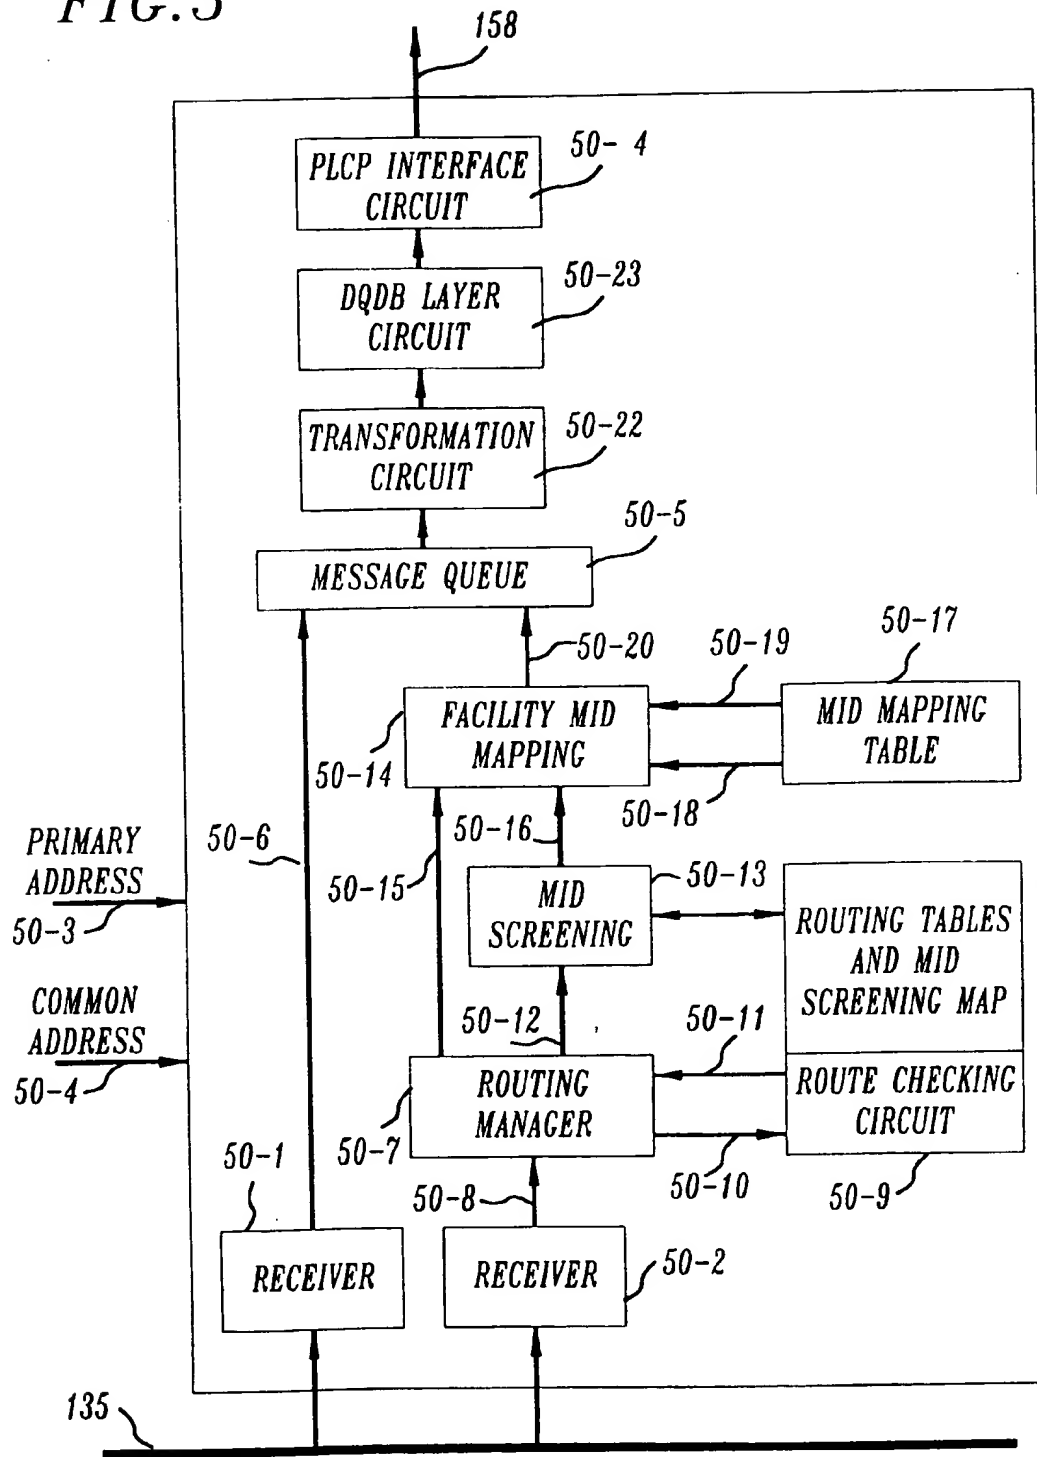 FIG. 5
158
PLCP INTERFACE
CIRCUIT
50- 4
DQDB LAYER
CIRCUIT
50-23
TRANSFORMATION
CIRCUIT
50-22
MESSAGE QUEUE
50-5
50-20
50-19
50-17
FACILITY MID
MAPPING
50-14
MID MAPPING
TABLE
50-18
50-6
50-16
50-15
PRIMARY
ADDRESS
50-3
MID
SCREENING
50-13
ROUTING TABLES
AND MID
SCREENING MAP
COMMON
ADDRESS
50-4
50-12
50-11
ROUTING
MANAGER
50-7
ROUTE CHECKING
CIRCUIT
50-10
50-9
50-1
50-8
RECEIVER
RECEIVER
50-2
135